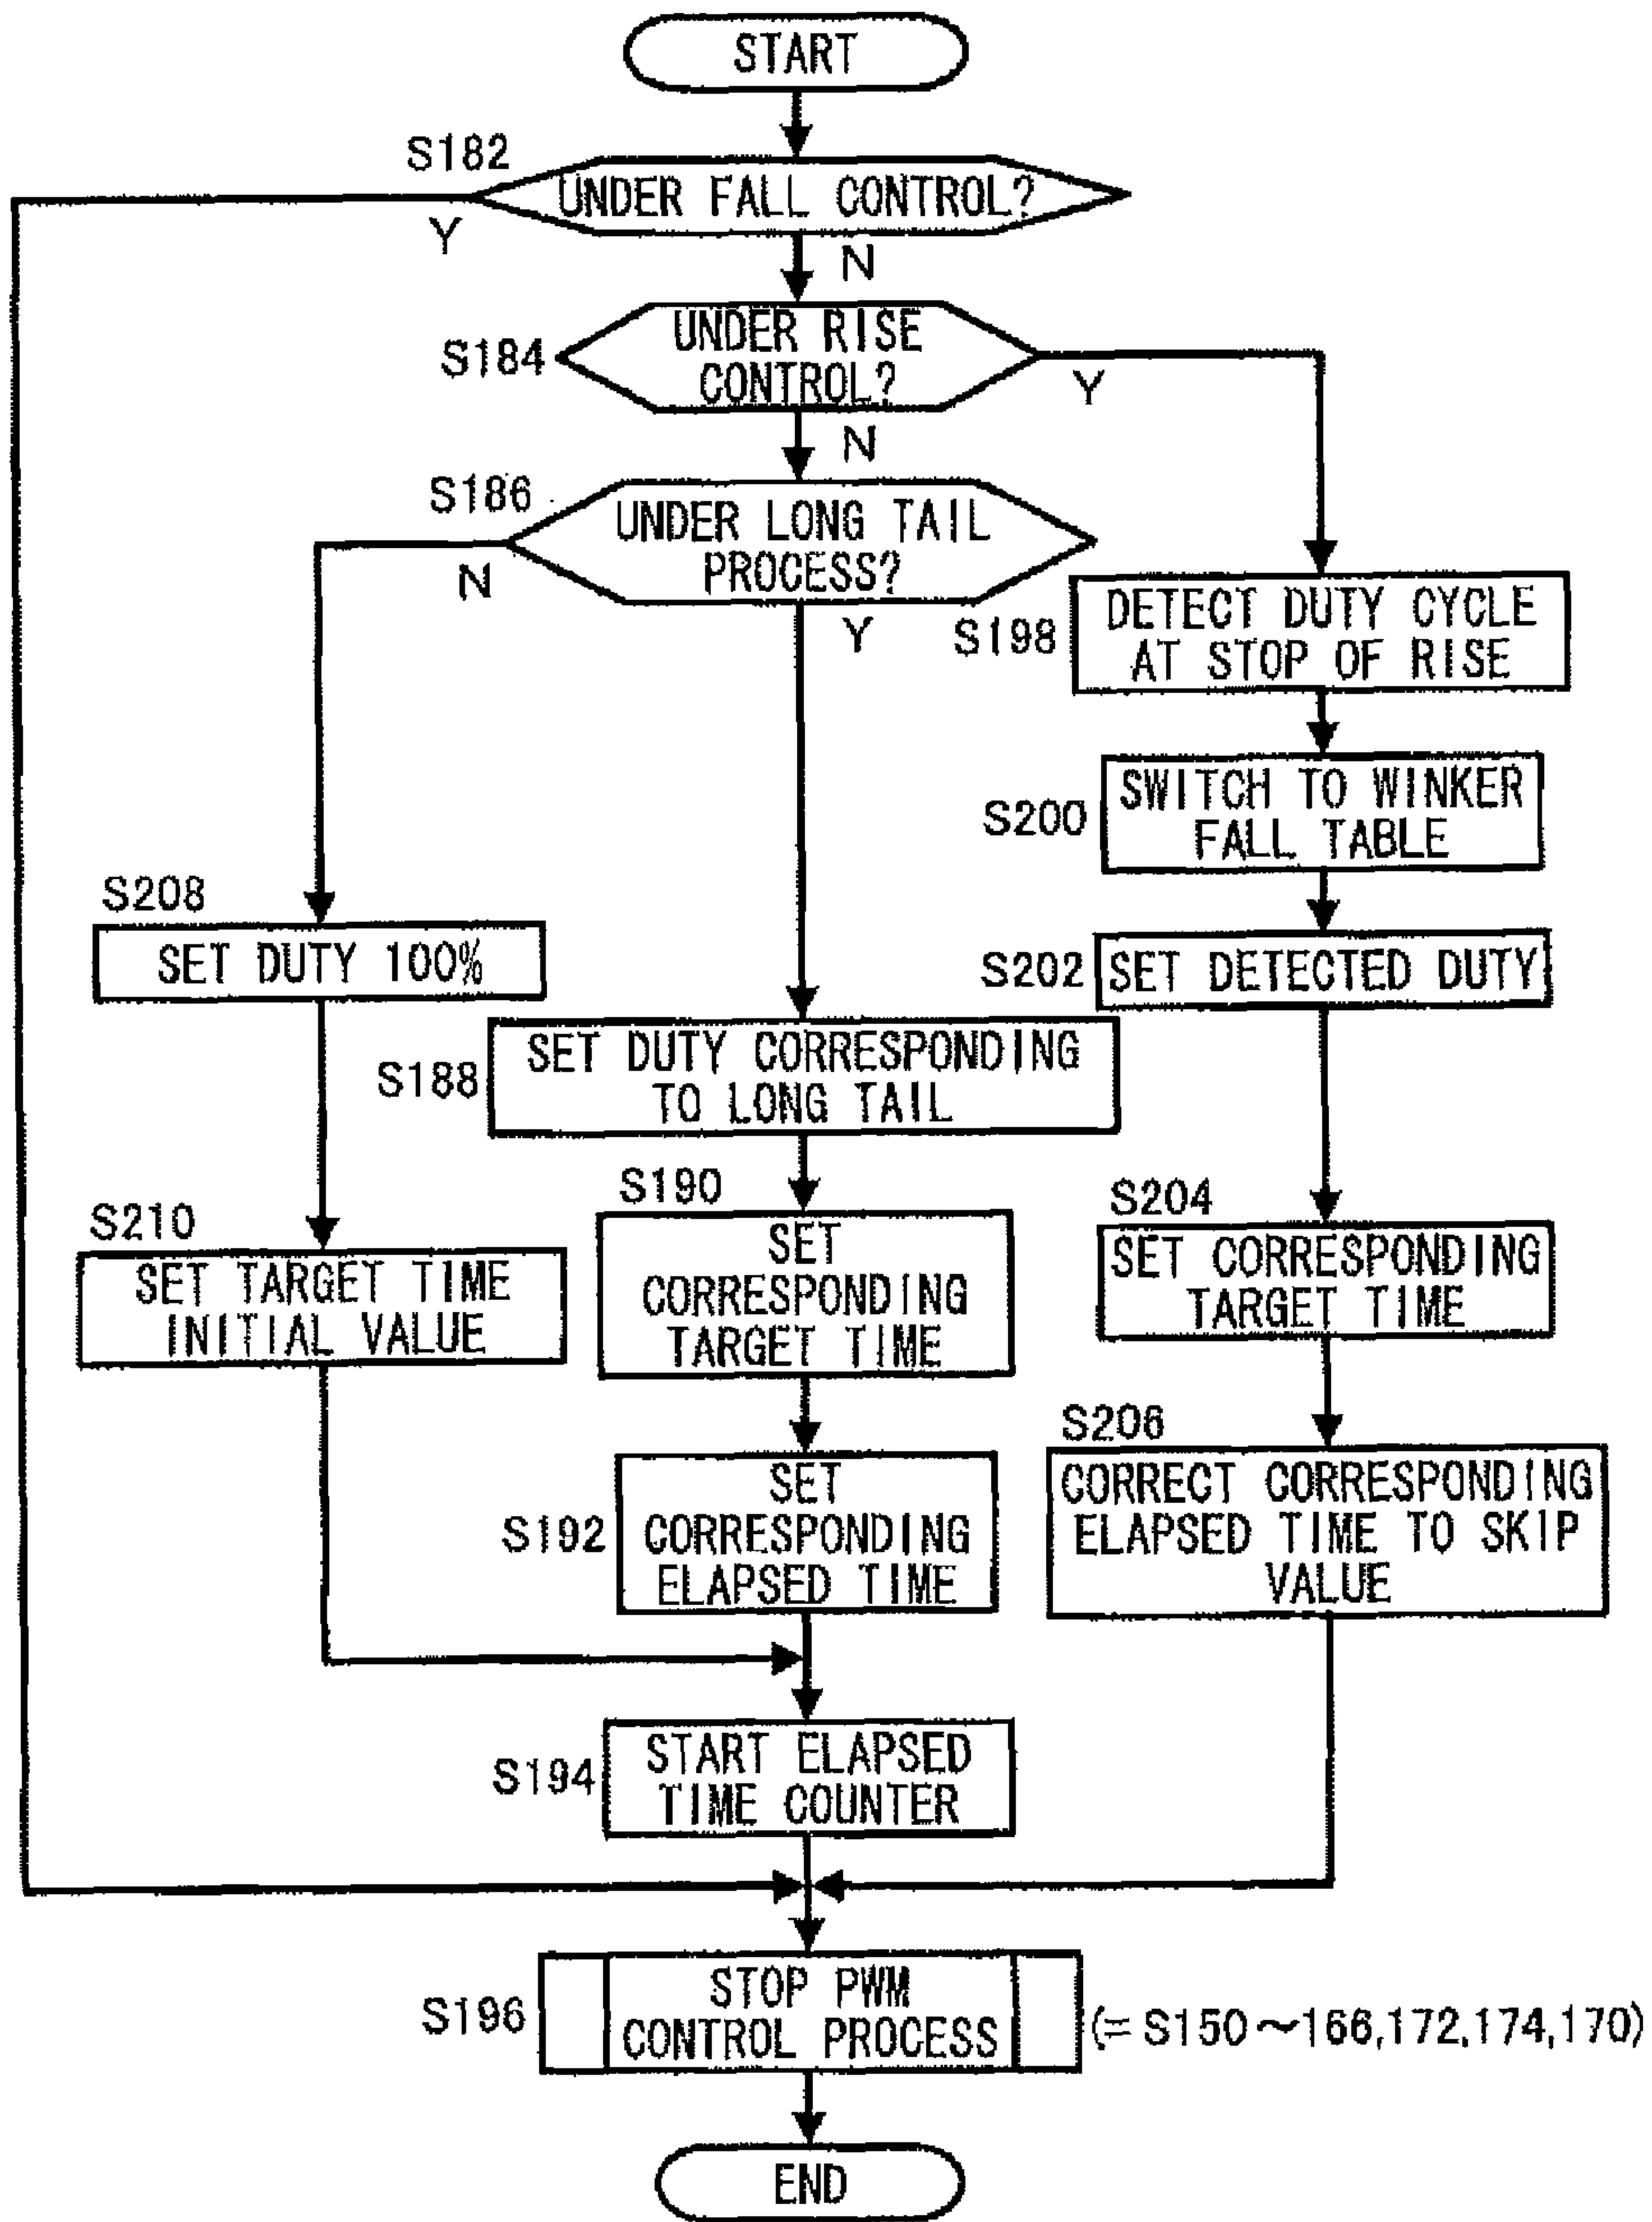 START
S182
UNDER FALL CONTROL?
Y
N
S184
UNDER RISE
CONTROL?
Y
N
S186
UNDER LONG TAIL
PROCESS?
N
Y
S198
DETECT DUTY CYCLE
AT STOP OF RISE
S200
SWITCH TO WINKER
FALL TABLE
S208
SET DUTY 100%
S202
SET DETECTED DUTY
S188
SET DUTY CORRESPONDING
TO LONG TAIL
S190
SET
CORRESPONDING
TARGET TIME
S204
SET CORRESPONDING
TARGET TIME
S210
SET TARGET TIME
INITIAL VALUE
S192
SET
CORRESPONDING
ELAPSED TIME
S206
CORRECT CORRESPONDING
ELAPSED TIME TO SKIP
VALUE
S194
START ELAPSED
TIME COUNTER
S196
STOP PWM
CONTROL PROCESS
(= S150～166,172,174,170)
END